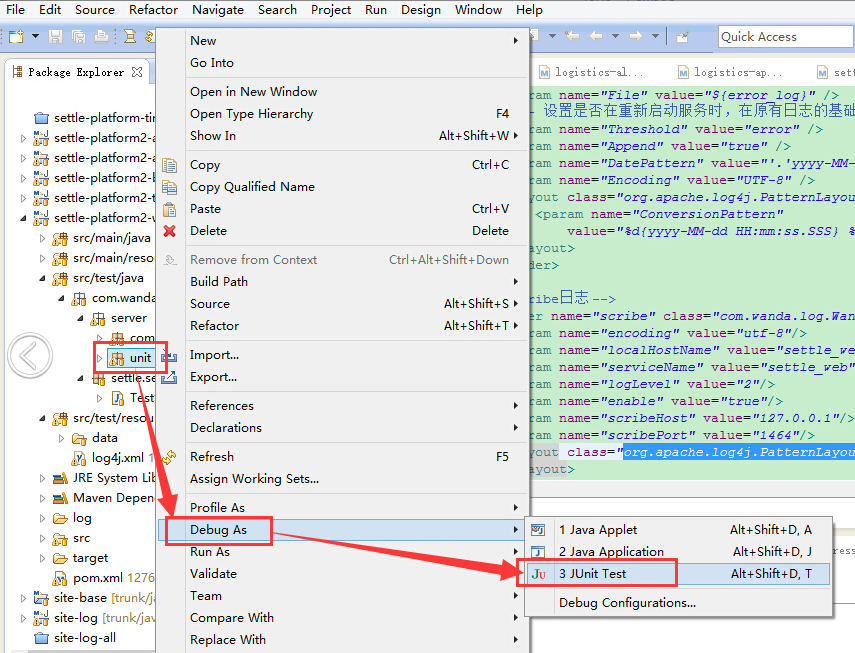 File Edit Source Refactor Navigate Search Project Run Design Window Help
Quick Access
Package Explorer
logistics-al...
logistics-ap...
sett
settle-platform-tir
settle-platform2-a
settle-platform2-a
settle-platform2-b
settle-platform2-t
settle-platform2-v
src/main/java
src/main/reso
src/test/java
com.wanda
server
com
unit
settle.se
Test
src/test/resou
data
log4j.xml 1
JRE System Lib
Maven Depen
log
src
target
pom.xml 1276
site-base [trunk/ja
site-log [trunk/jav
site-log-all
New
Go Into
Open in New Window
Open Type Hierarchy F4
Show In Alt+Shift+W
Copy Ctrl+C
Copy Qualified Name
Paste Ctrl+V
Delete Delete
Remove from Context Ctrl+Alt+Shift+Down
Build Path
Source Alt+Shift+S
Refactor Alt+Shift+T
Import...
Export...
References
Declarations
Refresh F5
Assign Working Sets...
Profile As
Debug As
Run As
Validate
Team
Compare With
Replace With
ram name="File" value="${error_log}" />
- 设置是否在重新启动服务时，在原有日志的基础
ram name="Threshold" value="error" />
ram name="Append" value="true" />
ram name="DatePattern" value="'.'yyyy-MM-
ram name="Encoding" value="UTF-8" />
yout class="org.apache.log4j.PatternLayou
<param name="ConversionPattern"
value="%d{yyyy-MM-dd HH:mm:ss.SSS} %
ayout>
der>
ribe日志 -->
er name="scribe" class="com.wanda.log.Wan
ram name="encoding" value="utf-8"/>
ram name="localHostName" value="settle_we
ram name="serviceName" value="settle_web"
ram name="logLevel" value="2"/>
ram name="enable" value="true"/>
ram name="scribeHost" value="127.0.0.1"/>
ram name="scribePort" value="1464"/>
yout class="org.apache.log4j.PatternLayou
ayout>
1 Java Applet Alt+Shift+D, A
2 Java Application Alt+Shift+D, J
3 JUnit Test Alt+Shift+D, T
Debug Configurations...
ress